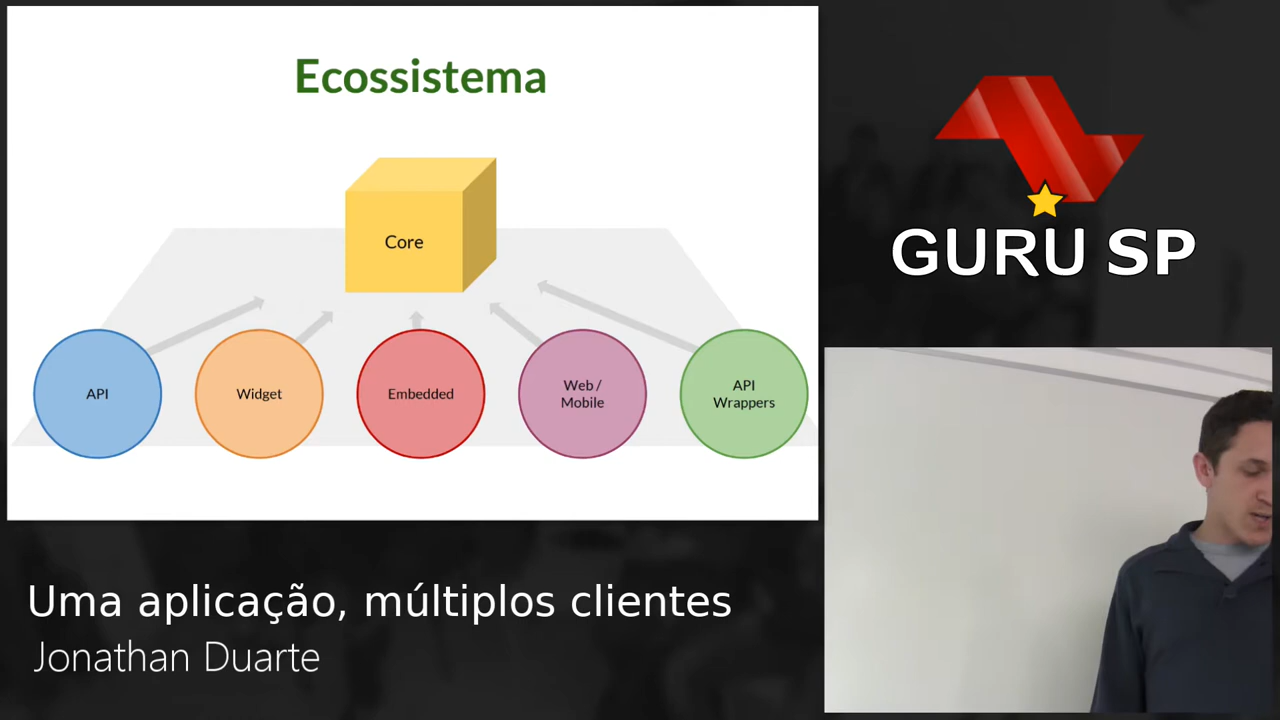 Ecossistema
Core
API
Widget
Embedded
Web /
Mobile
API
Wrappers
GURU SP
Uma aplicação, múltiplos clientes
Jonathan Duarte